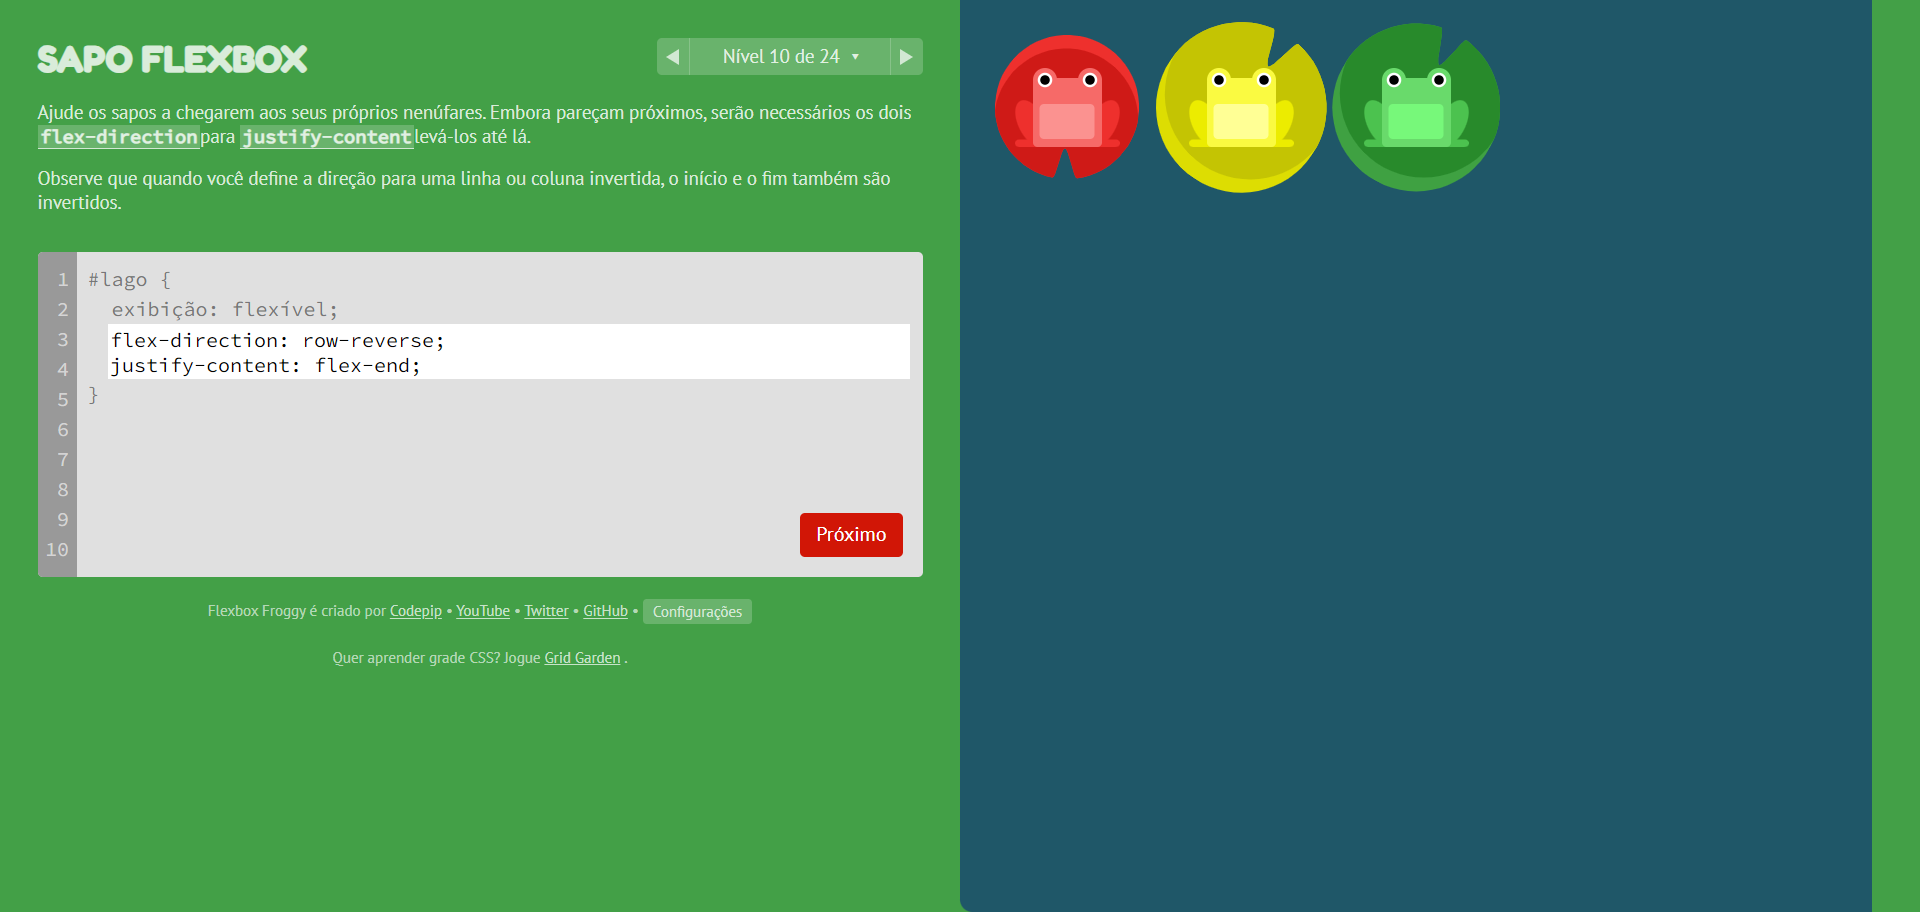 SAPO FLEXBOX
Nível 10 de 24
Ajude os sapos a chegarem aos seus próprios nenúfares. Embora pareçam próximos, serão necessários os dois
flex-direction para justify-content levá-los até lá.
Observe que quando você define a direção para uma linha ou coluna invertida, o início e o fim também são
invertidos.
1 #lago {
2 exibição: flexível;
3 flex-direction: row-reverse;
4 justify-content: flex-end;
5 }
6
7
8
9
10
Próximo
Flexbox Froggy é criado por Codepip • YouTube • Twitter • GitHub • Configurações
Quer aprender grade CSS? Jogue Grid Garden .